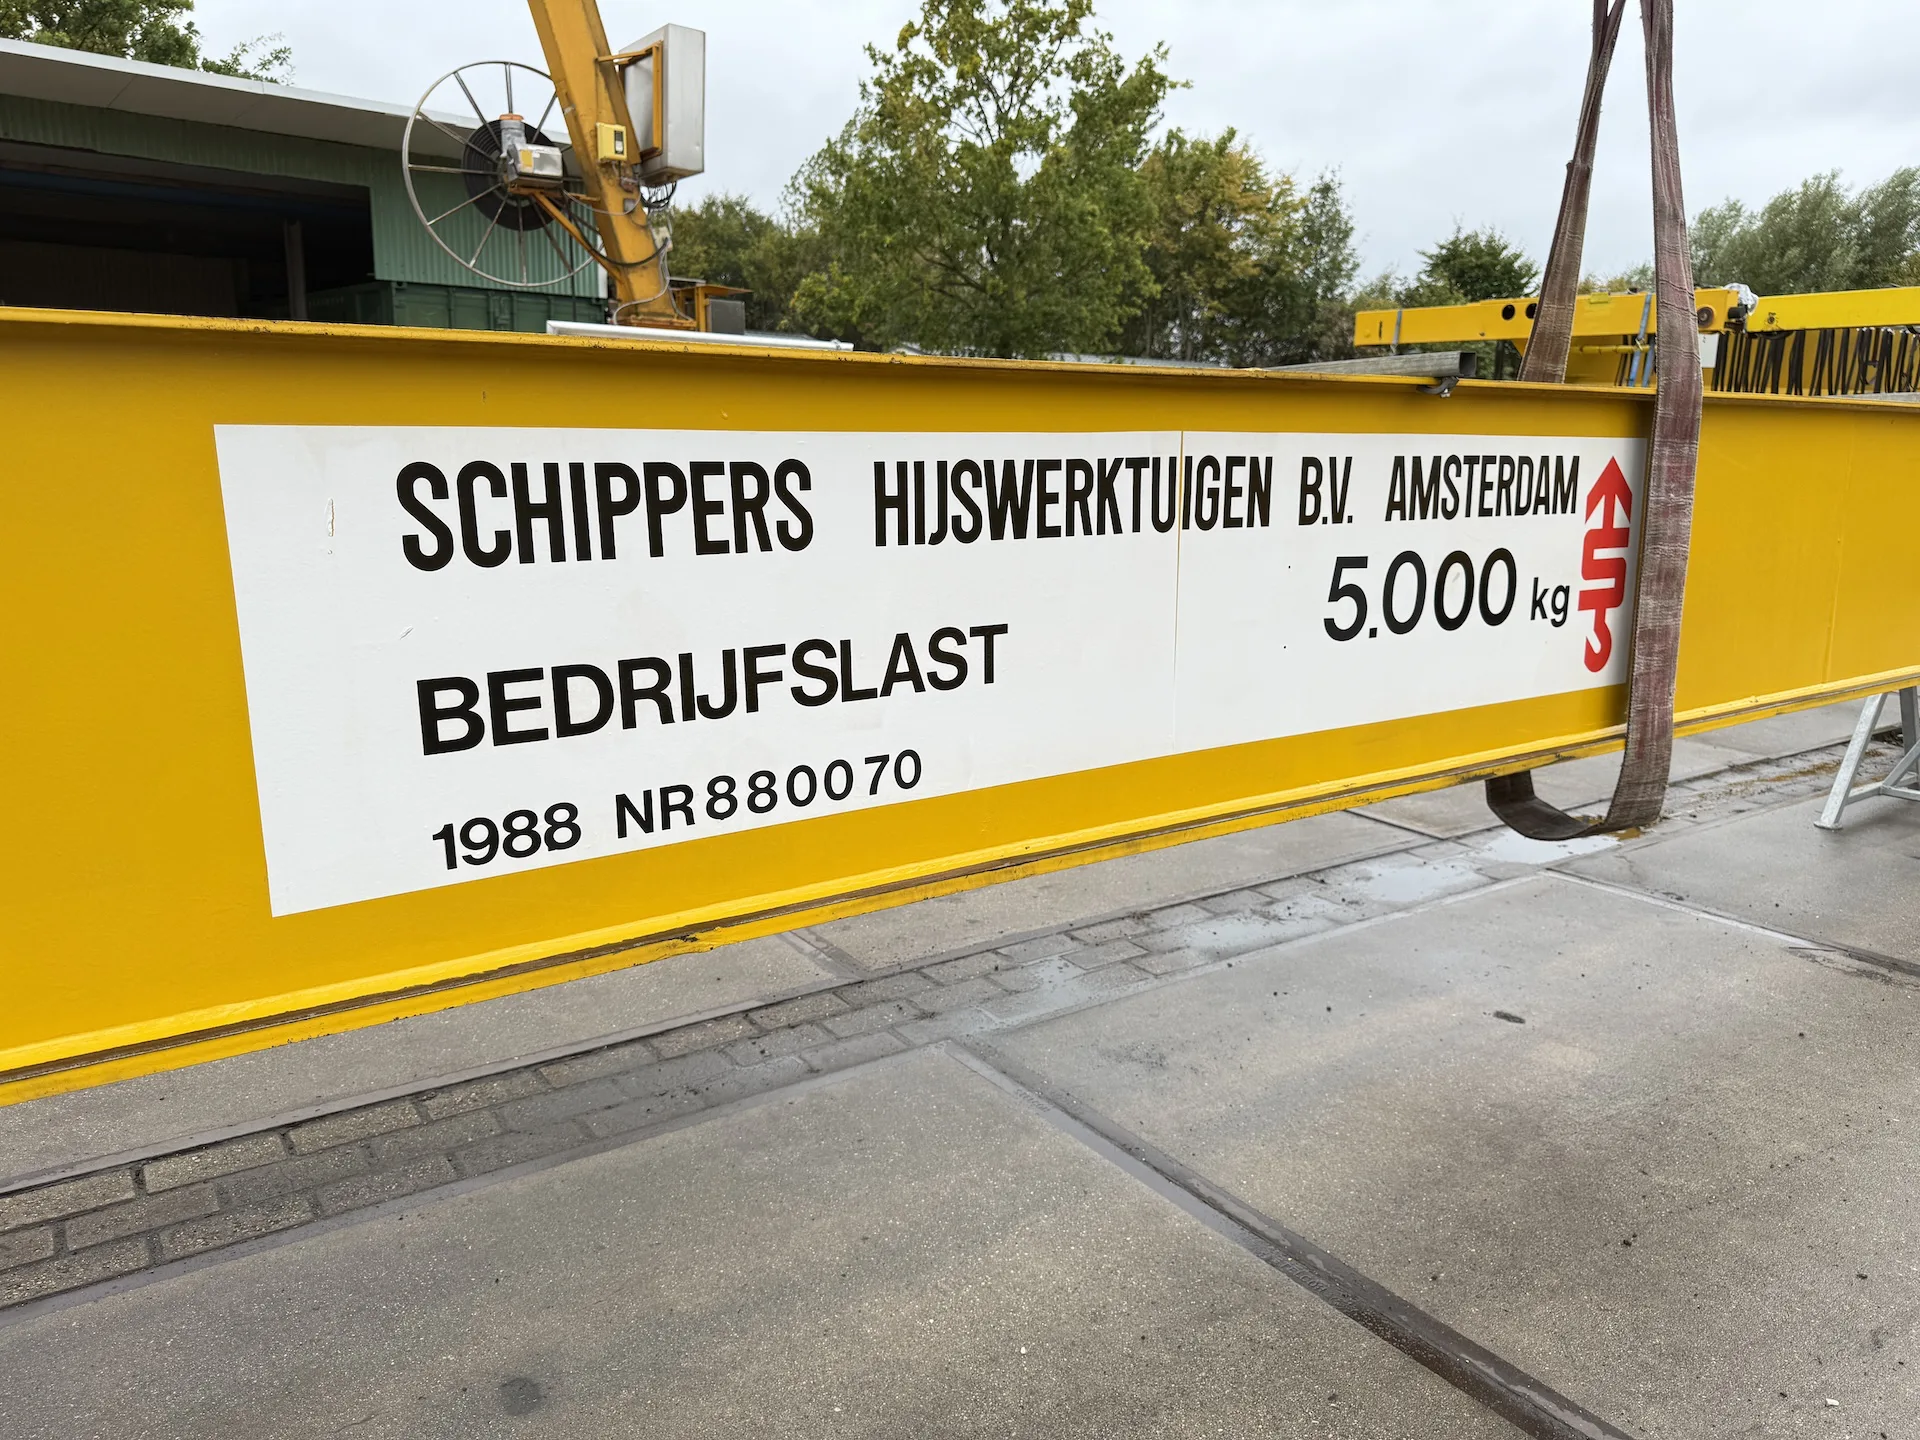 SCHIPPERS HIJSWERKTUIGEN B.V. AMSTERDAM
BEDRIJFSLAST 5.000 kg
1988 NR880070